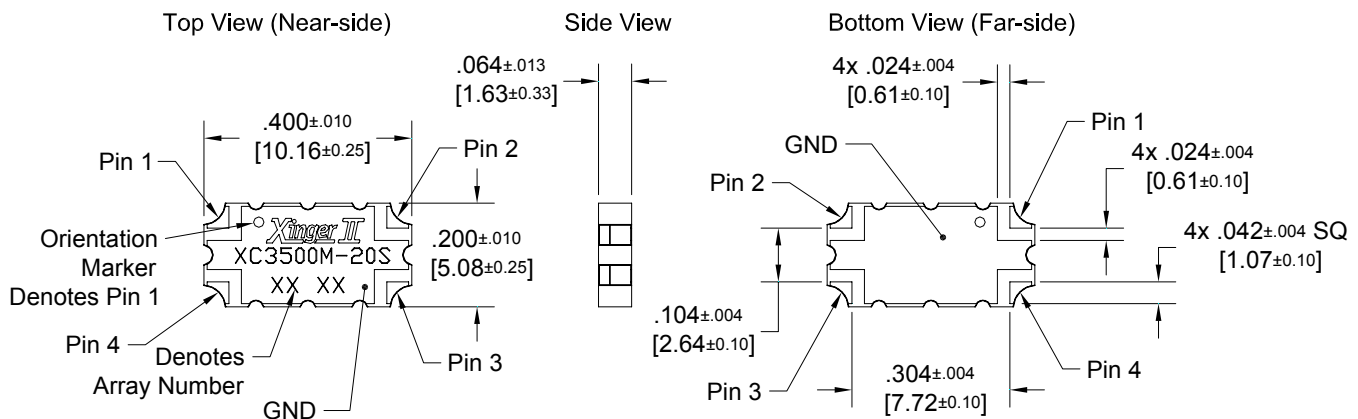 Top View (Near-side)
Side View
Bottom View (Far-side)
.064±.013
[1.63±0.33]
4x .024±.004
[0.61±0.10]
.400±.010
[10.16±0.25]
Pin 1
Pin 2
GND
Pin 1
4x .024±.004
[0.61±0.10]
Pin 2
Orientation
Marker
Denotes Pin 1
Xinger II
XC3500M-20S
XX XX
.200±.010
[5.08±0.25]
4x .042±.004 SQ
[1.07±0.10]
.104±.004
[2.64±0.10]
Pin 4
Denotes
Array Number
Pin 3
GND
Pin 3
Pin 4
.304±.004
[7.72±0.10]